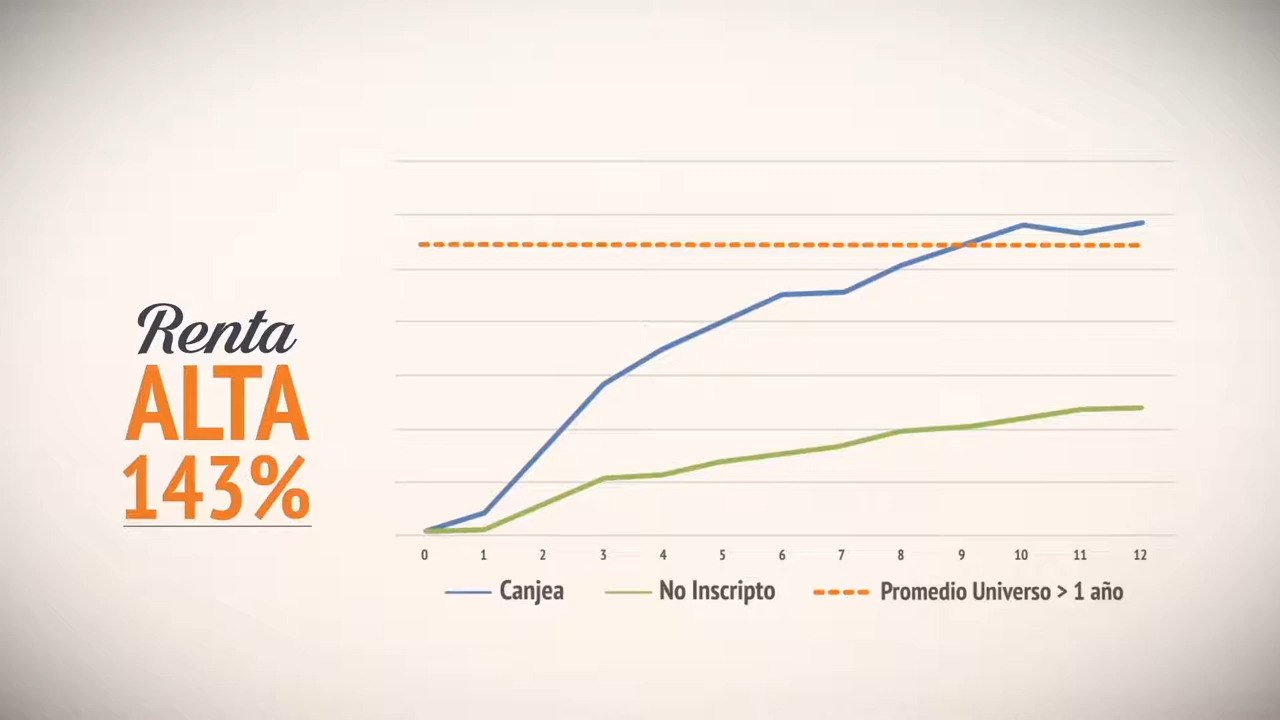 Renta
ALTA
143%
0 1 2 3 4 5 6 7 8 9 10 11 12
Canjea No Inscripto Promedio Universo > 1 año